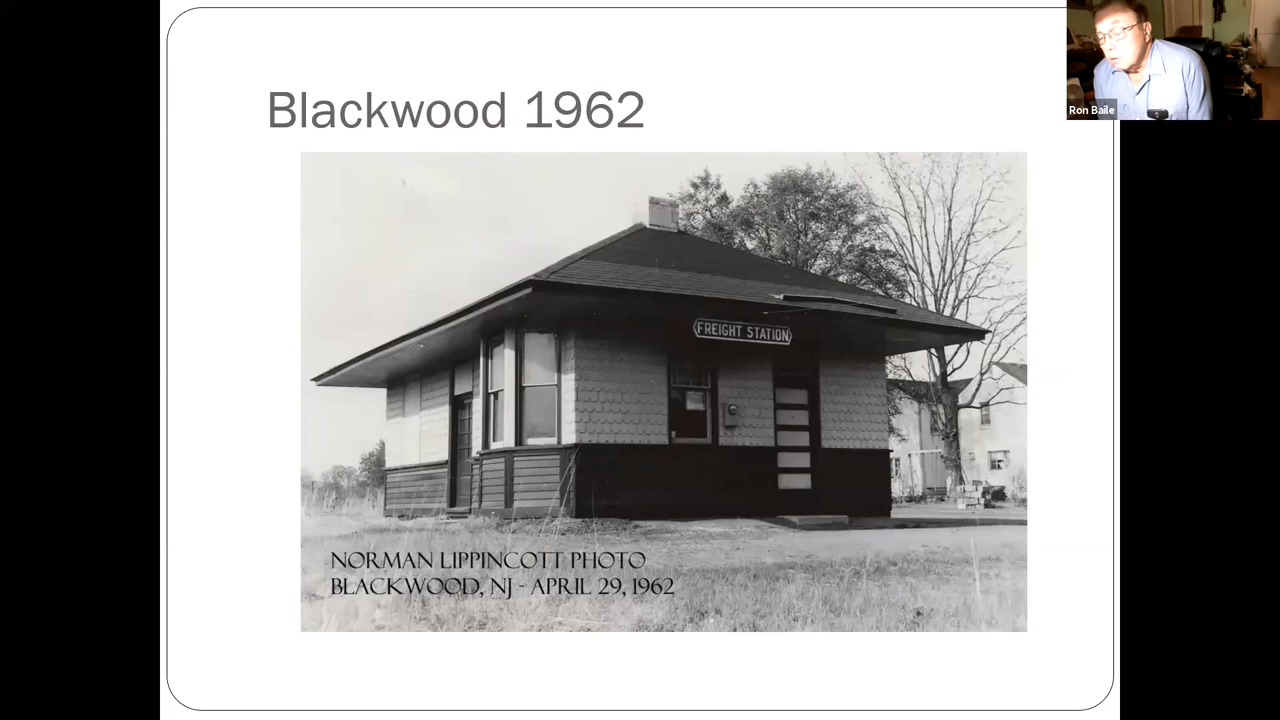 Blackwood 1962
Ron Baile
FREIGHT STATION
NORMAN LIPPINCOTT PHOTO
BLACKWOOD, NJ - APRIL 29, 1962